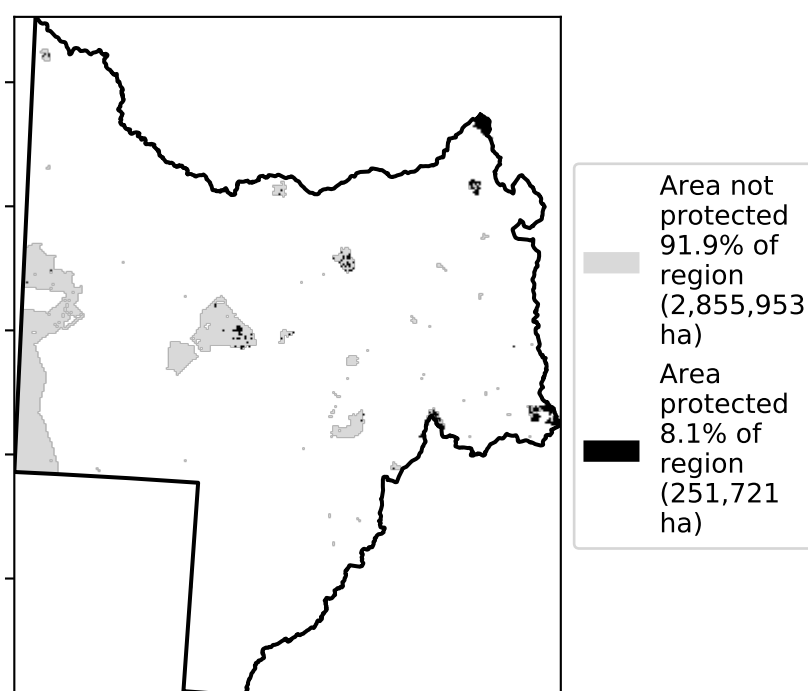 Area not
protected
91.9% of
region
(2,855,953
ha)
Area
protected
8.1% of
region
(251,721
ha)